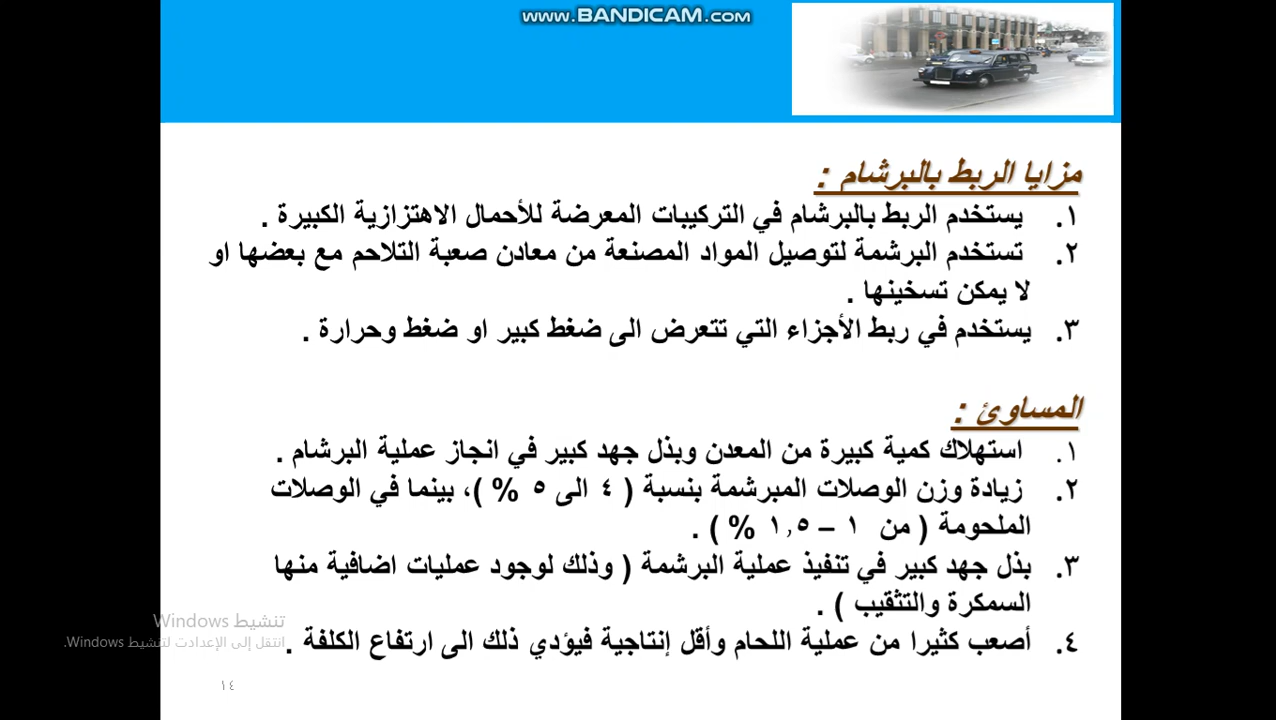 www.BANDICAM.com
مزايا الربط بالبرشام :
١. يستخدم الربط بالبرشام في التركيبات المعرضة للأحمال الاهتزازية الكبيرة .
٢. تستخدم البرشمة لتوصيل المواد المصنعة من معادن صعبة التلاحم مع بعضها او
لا يمكن تسخينها .
٣. يستخدم في ربط الأجزاء التي تتعرض الى ضغط كبير او ضغط وحرارة .
المساوئ :
١. استهلاك كمية كبيرة من المعدن وبذل جهد كبير في انجاز عملية البرشام .
٢. زيادة وزن الوصلات المبرشمة بنسبة ( ٤ الى ٥ % )، بينما في الوصلات
الملحومة ( من ١ – ١,٥ % ) .
٣. بذل جهد كبير في تنفيذ عملية البرشمة ( وذلك لوجود عمليات اضافية منها
السمكرة والتثقيب ) .
٤. أصعب كثيرا من عملية اللحام وأقل إنتاجية فيؤدي ذلك الى ارتفاع الكلفة .
تنشيط Windows
انتقل إلى الإعدادات لتنشيط Windows.
١٤